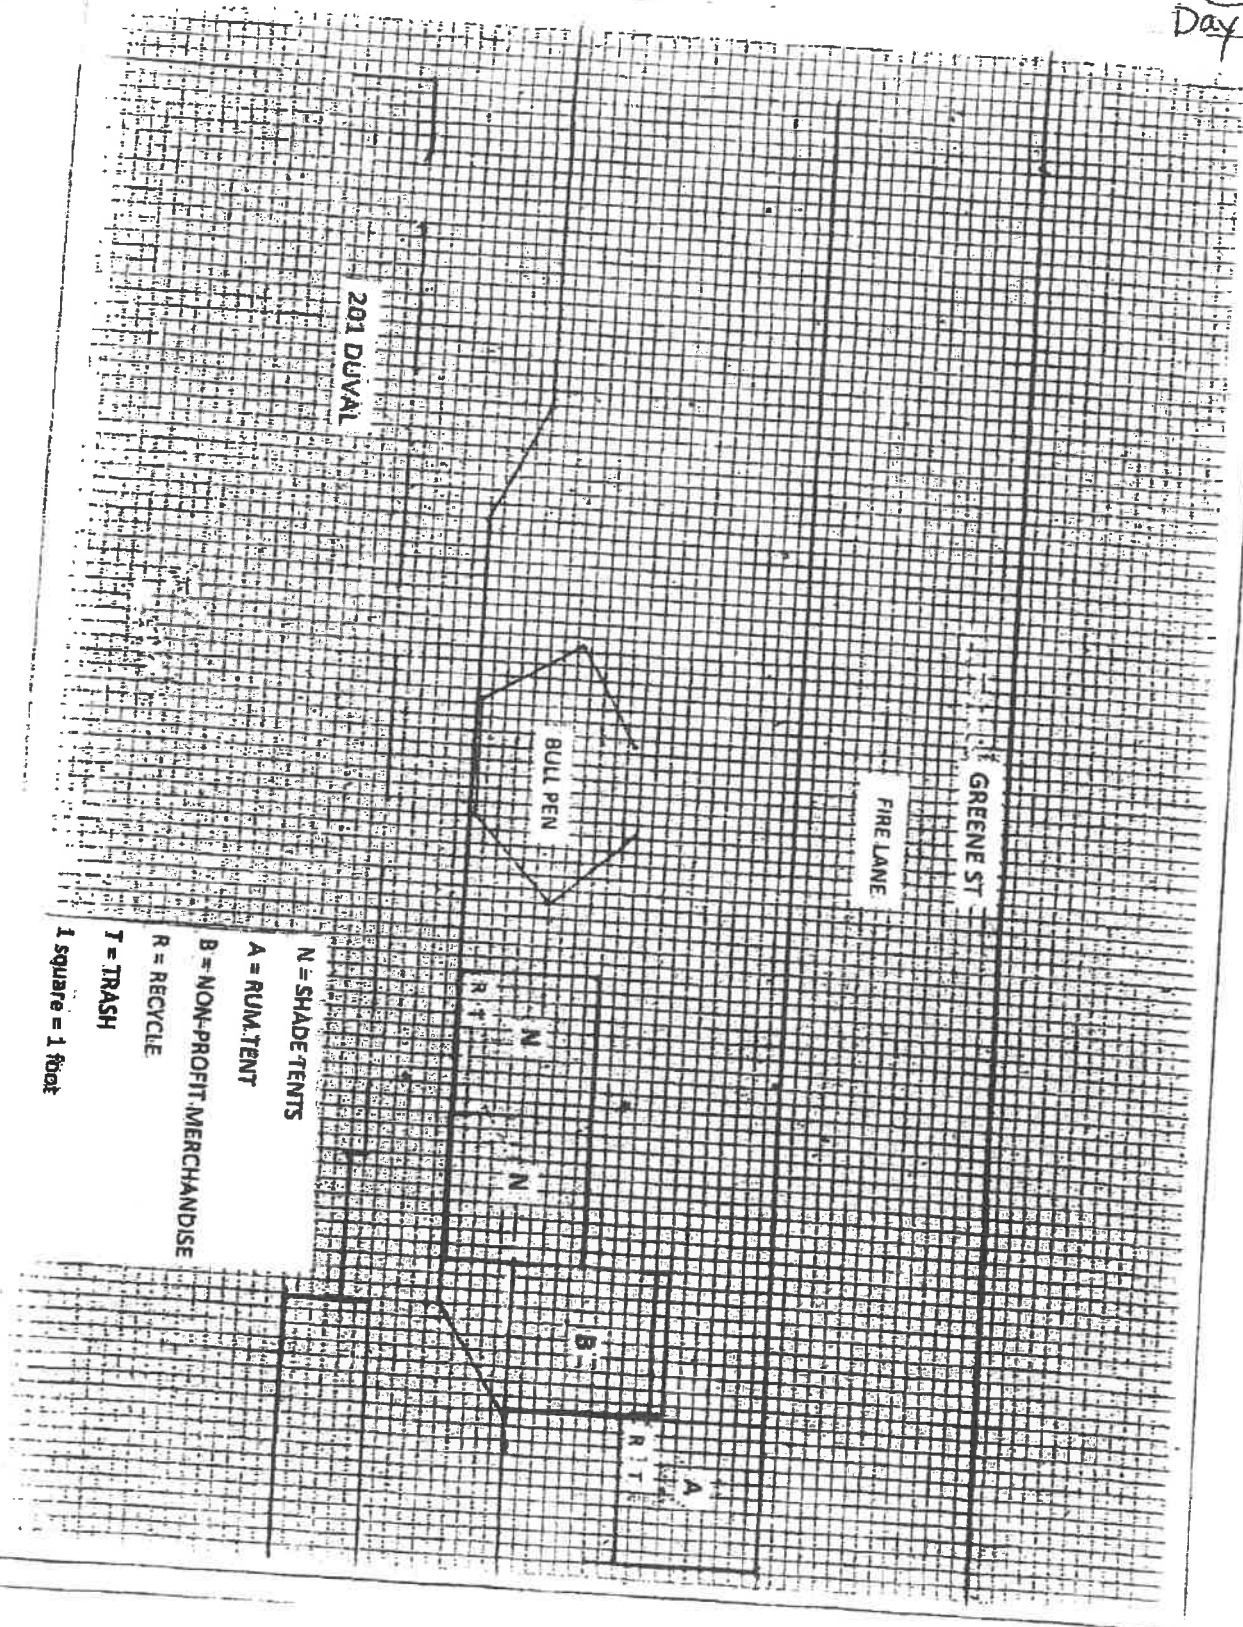 Day
GREENE ST
FIRE LANE
BULL PEN
201 DUVAL
N
R T
N
B
R T
A
N = SHADE TENTS
A = RUM TENT
B = NON-PROFIT MERCHANDISE
R = RECYCLE
T = TRASH
1 square = 1 foot